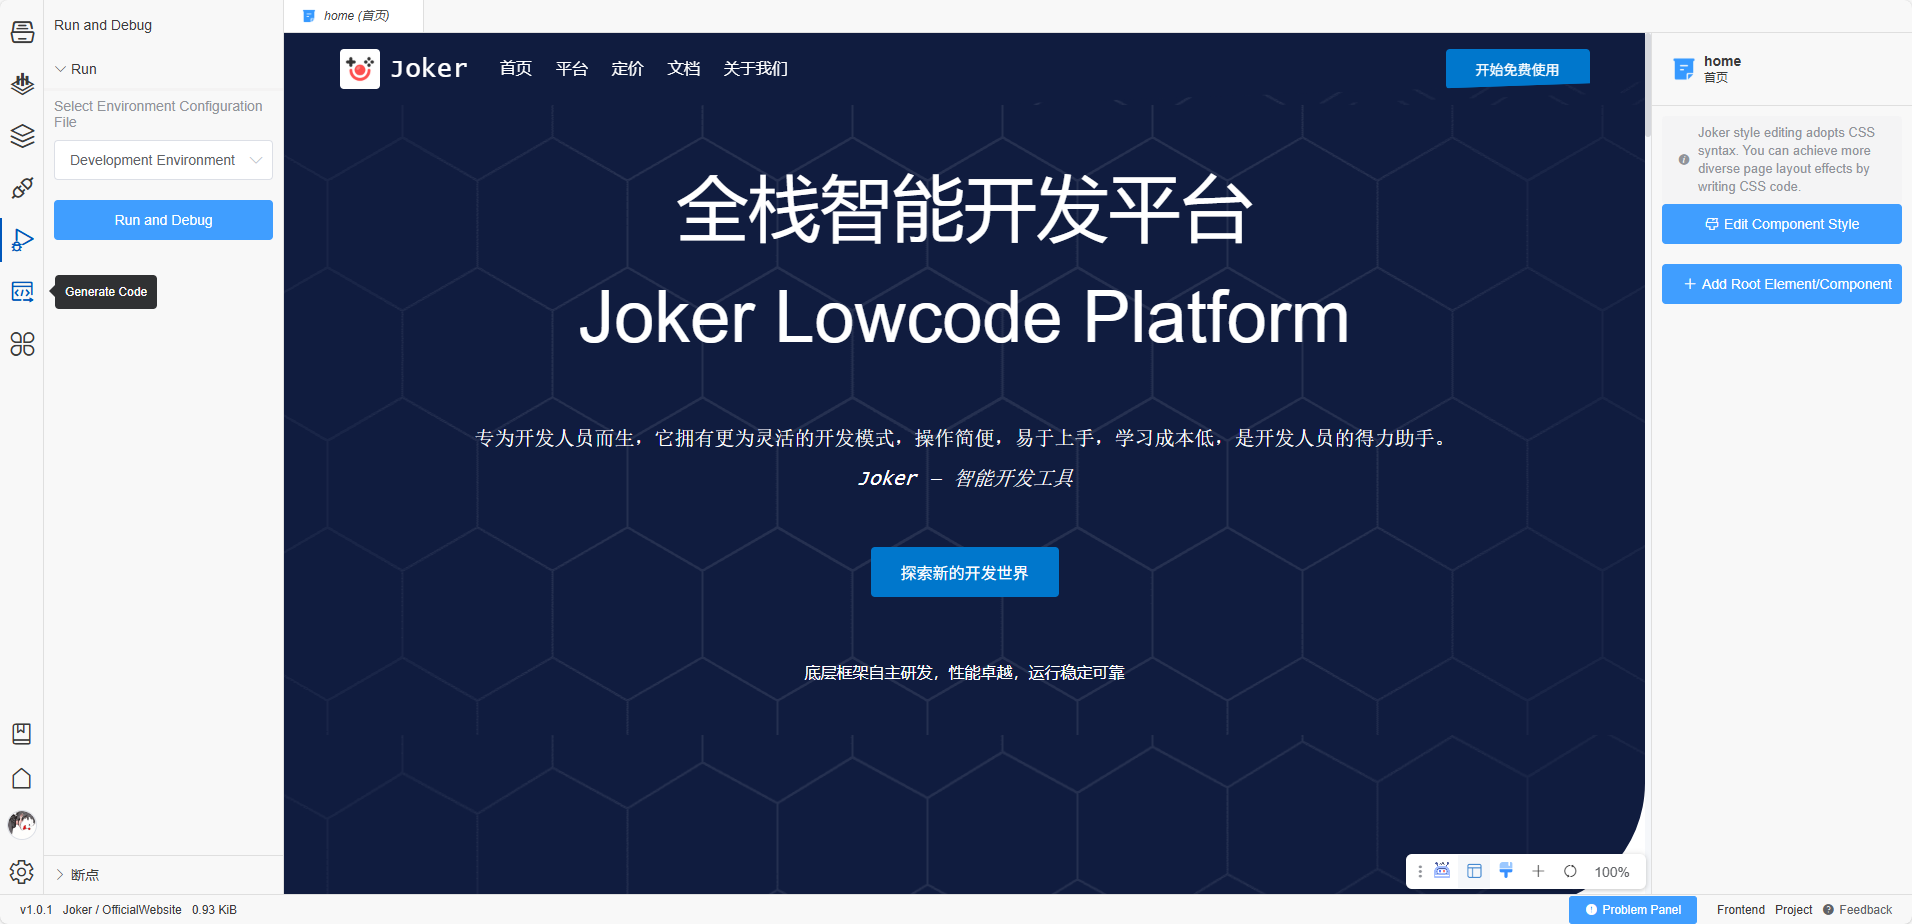 Run and Debug
Run
Select Environment Configuration
File
Development Environment
Run and Debug
Generate Code
断点
home (首页)
Joker 首页 平台 定价 文档 关于我们 开始免费使用
全栈智能开发平台
Joker Lowcode Platform
专为开发人员而生，它拥有更为灵活的开发模式，操作简便，易于上手，学习成本低，是开发人员的得力助手。
Joker — 智能开发工具
探索新的开发世界
底层框架自主研发，性能卓越，运行稳定可靠
100%
home
首页
Joker style editing adopts CSS
syntax. You can achieve more
diverse page layout effects by
writing CSS code.
Edit Component Style
Add Root Element/Component
v1.0.1 Joker / OfficialWebsite 0.93 KiB Problem Panel Frontend Project Feedback